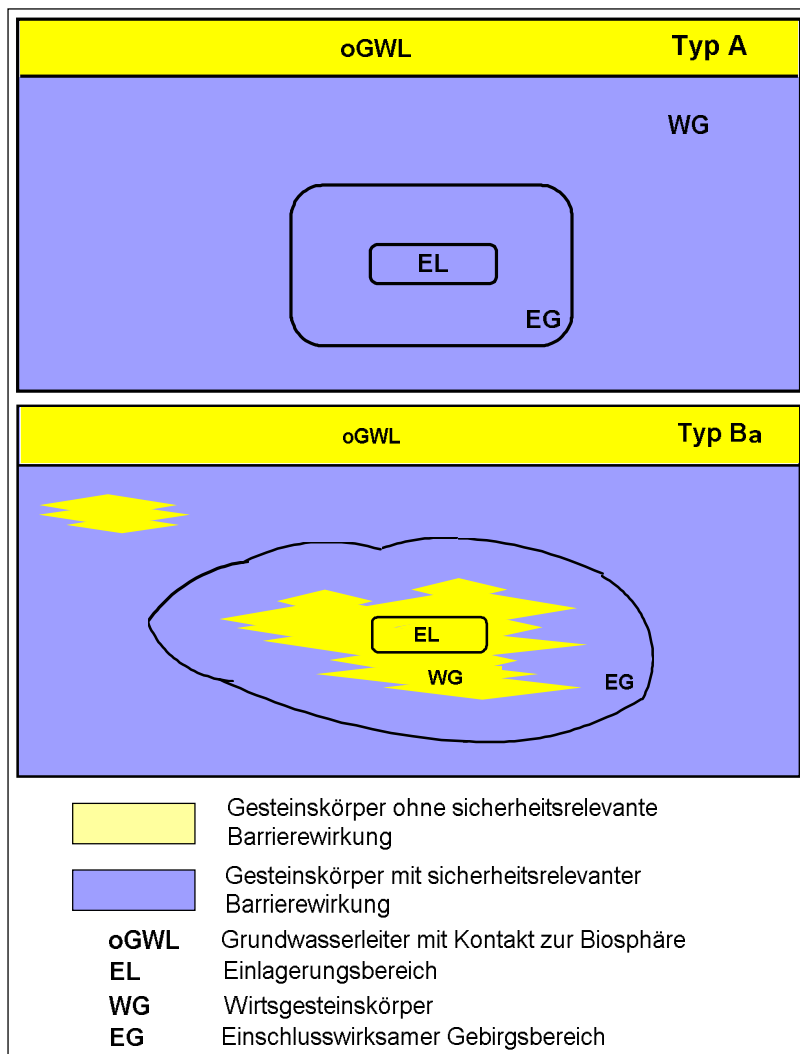 oGWL Typ A
WG
EL
EG
oGWL Typ Ba
EL
WG EG
Gesteinskörper ohne sicherheitsrelevante
Barrierewirkung
Gesteinskörper mit sicherheitsrelevanter
Barrierewirkung
oGWL Grundwasserleiter mit Kontakt zur Biosphäre
EL Einlagerungsbereich
WG Wirtsgesteinskörper
EG Einschlusswirksamer Gebirgsbereich